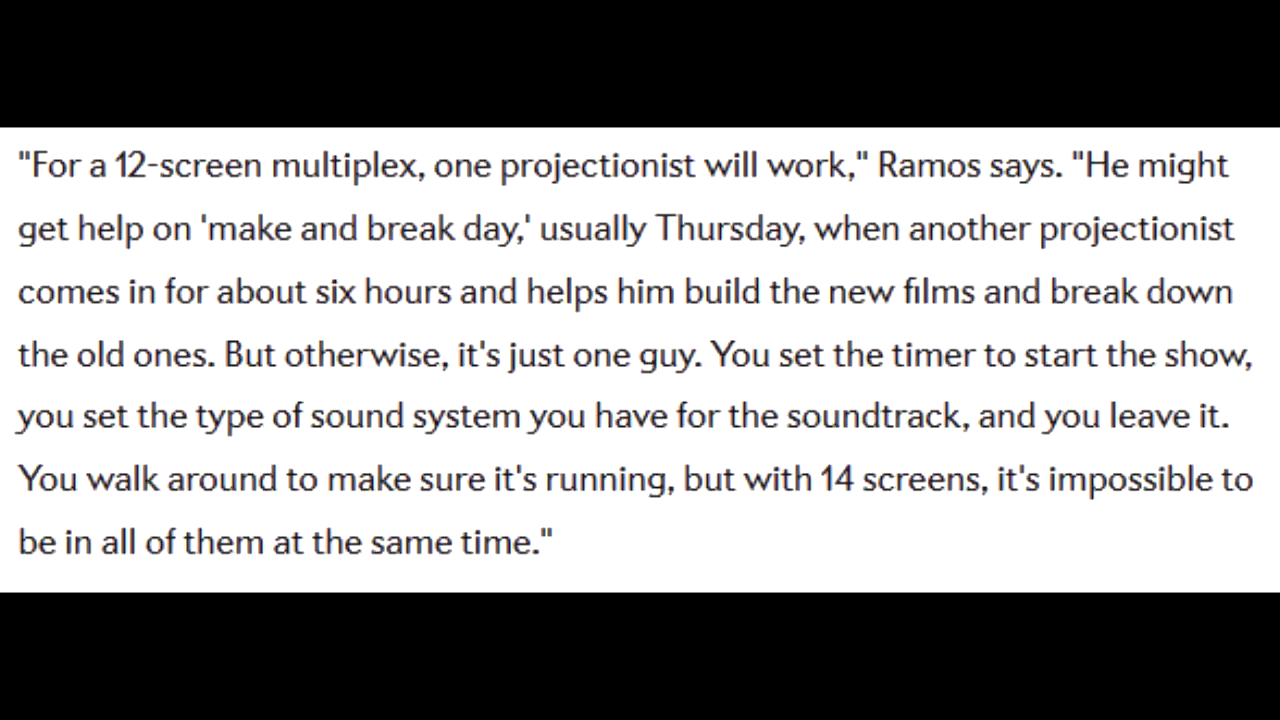 "For a 12-screen multiplex, one projectionist will work," Ramos says. "He might
get help on 'make and break day,' usually Thursday, when another projectionist
comes in for about six hours and helps him build the new films and break down
the old ones. But otherwise, it's just one guy. You set the timer to start the show,
you set the type of sound system you have for the soundtrack, and you leave it.
You walk around to make sure it's running, but with 14 screens, it's impossible to
be in all of them at the same time."